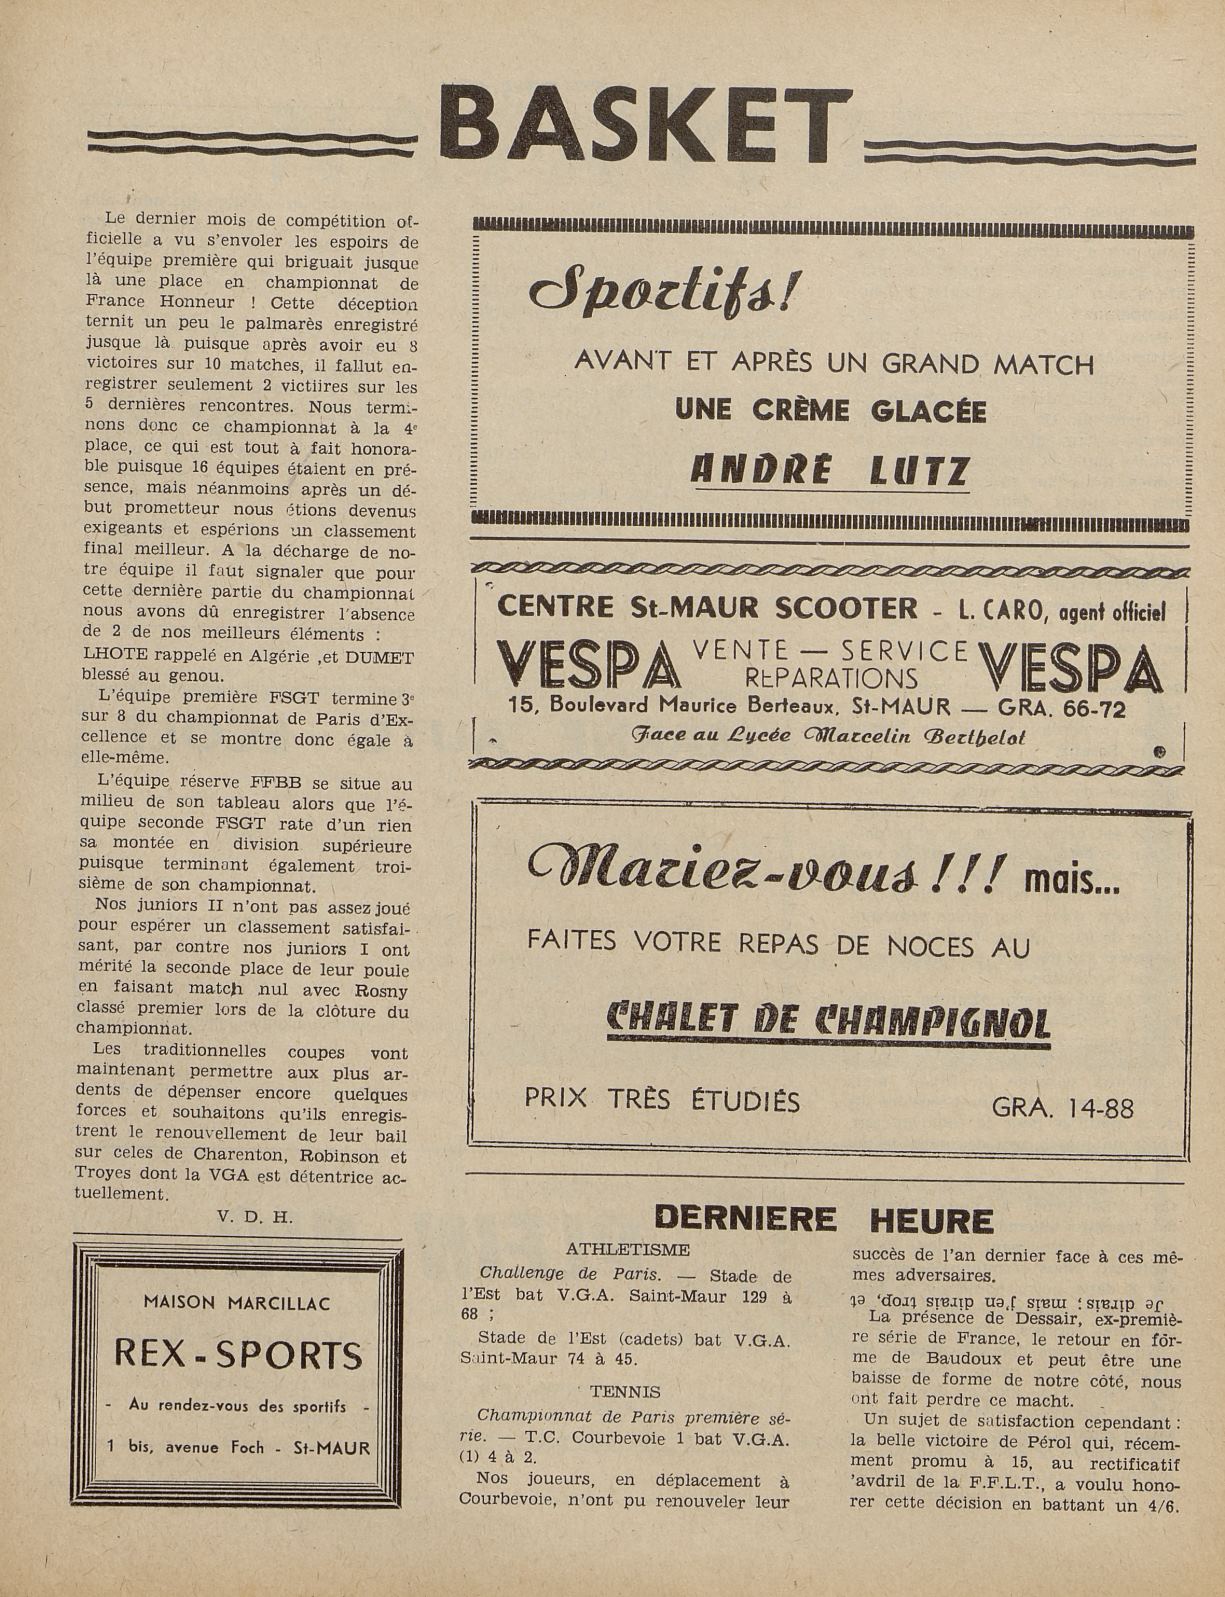 BASKET
Le dernier mois de compétition of-
ficielle a vu s'envoler les espoirs de
l'équipe première qui briguait jusque
là une place en championnat de
France Honneur ! Cette déception
ternit un peu le palmarès enregistré
jusque là puisque après avoir eu 8
victoires sur 10 matches, il fallut en-
registrer seulement 2 victiires sur les
5 dernières rencontres. Nous termi-
nons donc ce championnat à la 4e
place, ce qui est tout à fait honora-
ble puisque 16 équipes étaient en pré-
sence, mais néanmoins après un dé-
but prometteur nous étions devenus
exigeants et espérions un classement
final meilleur. A la décharge de no-
tre équipe il faut signaler que pour
cette dernière partie du championnat
nous avons dû enregistrer l'absence
de 2 de nos meilleurs éléments :
LHOTE rappelé en Algérie ,et DUMET
blessé au genou.
L'équipe première FSGT termine 3e
sur 8 du championnat de Paris d'Ex-
cellence et se montre donc égale à
elle-même.
L'équipe réserve FFBB se situe au
milieu de son tableau alors que l'é-
quipe seconde FSGT rate d'un rien
sa montée en division supérieure
puisque terminant également troi-
sième de son championnat.
Nos juniors II n'ont pas assez joué
pour espérer un classement satisfai-
sant, par contre nos juniors I ont
mérité la seconde place de leur poule
en faisant match nul avec Rosny
classé premier lors de la clôture du
championnat.
Les traditionnelles coupes vont
maintenant permettre aux plus ar-
dents de dépenser encore quelques
forces et souhaitons qu'ils enregis-
trent le renouvellement de leur bail
sur celes de Charenton, Robinson et
Troyes dont la VGA est détentrice ac-
tuellement.
V. D. H.
MAISON MARCILLAC
REX - SPORTS
- Au rendez-vous des sportifs -
1 bis, avenue Foch - St-MAUR
Sportifs!
AVANT ET APRÈS UN GRAND MATCH
UNE CRÈME GLACÉE
ANDRÉ LUTZ
CENTRE St-MAUR SCOOTER - L. CARO, agent officiel
VESPA VENTE — SERVICE VESPA
RÉPARATIONS
15, Boulevard Maurice Berteaux, St-MAUR — GRA. 66-72
Face au Lycée Marcelin Berthelot
Mariez-vous !!! mais...
FAITES VOTRE REPAS DE NOCES AU
CHALET DE CHAMPIGNOL
PRIX TRÈS ÉTUDIÉS
GRA. 14-88
DERNIERE HEURE
ATHLETISME
Challenge de Paris. — Stade de
l'Est bat V.G.A. Saint-Maur 129 à
68 ;
Stade de l'Est (cadets) bat V.G.A.
Saint-Maur 74 à 45.
TENNIS
Championnat de Paris première sé-
rie. — T.C. Courbevoie 1 bat V.G.A.
(1) 4 à 2.
Nos joueurs, en déplacement à
Courbevoie, n'ont pu renouveler leur
succès de l'an dernier face à ces mê-
mes adversaires.
je dirais ; mais j'en dirais trop, et
La présence de Dessair, ex-premiè-
re série de France, le retour en for-
me de Baudoux et peut être une
baisse de forme de notre côté, nous
ont fait perdre ce macht.
Un sujet de satisfaction cependant :
la belle victoire de Pérol qui, récem-
ment promu à 15, au rectificatif
'avdril de la F.F.L.T., a voulu hono-
rer cette décision en battant un 4/6.